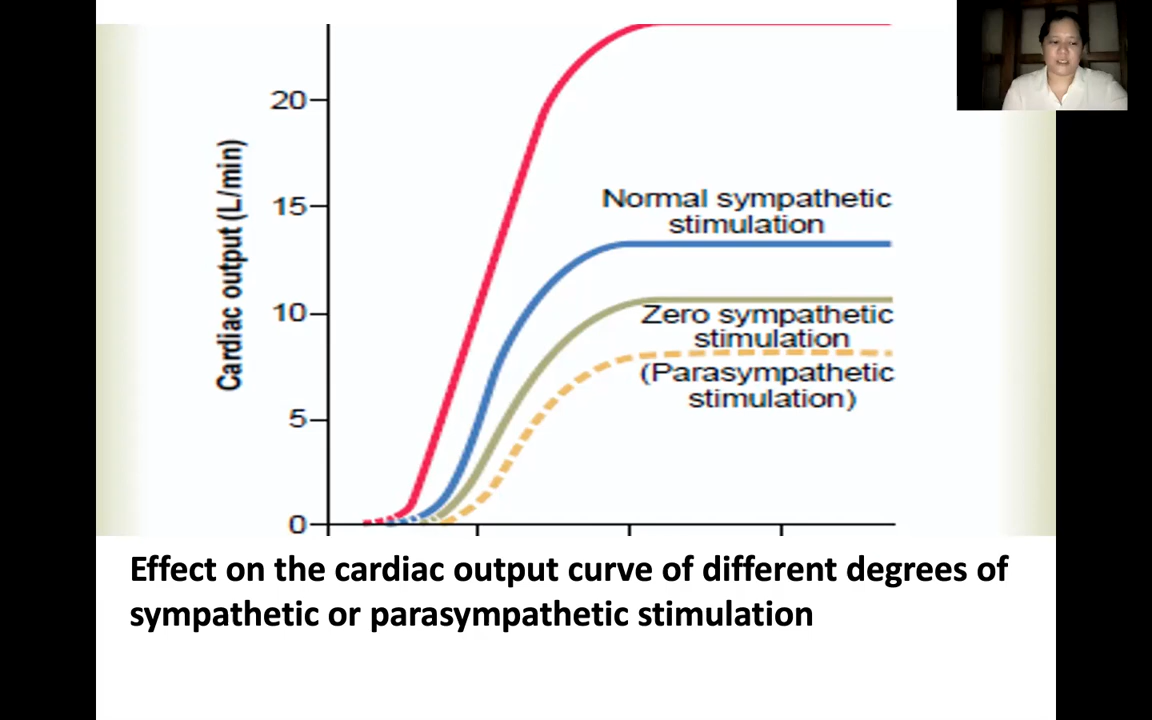 20
15
10
5
0
Cardiac output (L/min)
Normal sympathetic
stimulation
Zero sympathetic
stimulation
(Parasympathetic
stimulation)
Effect on the cardiac output curve of different degrees of
sympathetic or parasympathetic stimulation